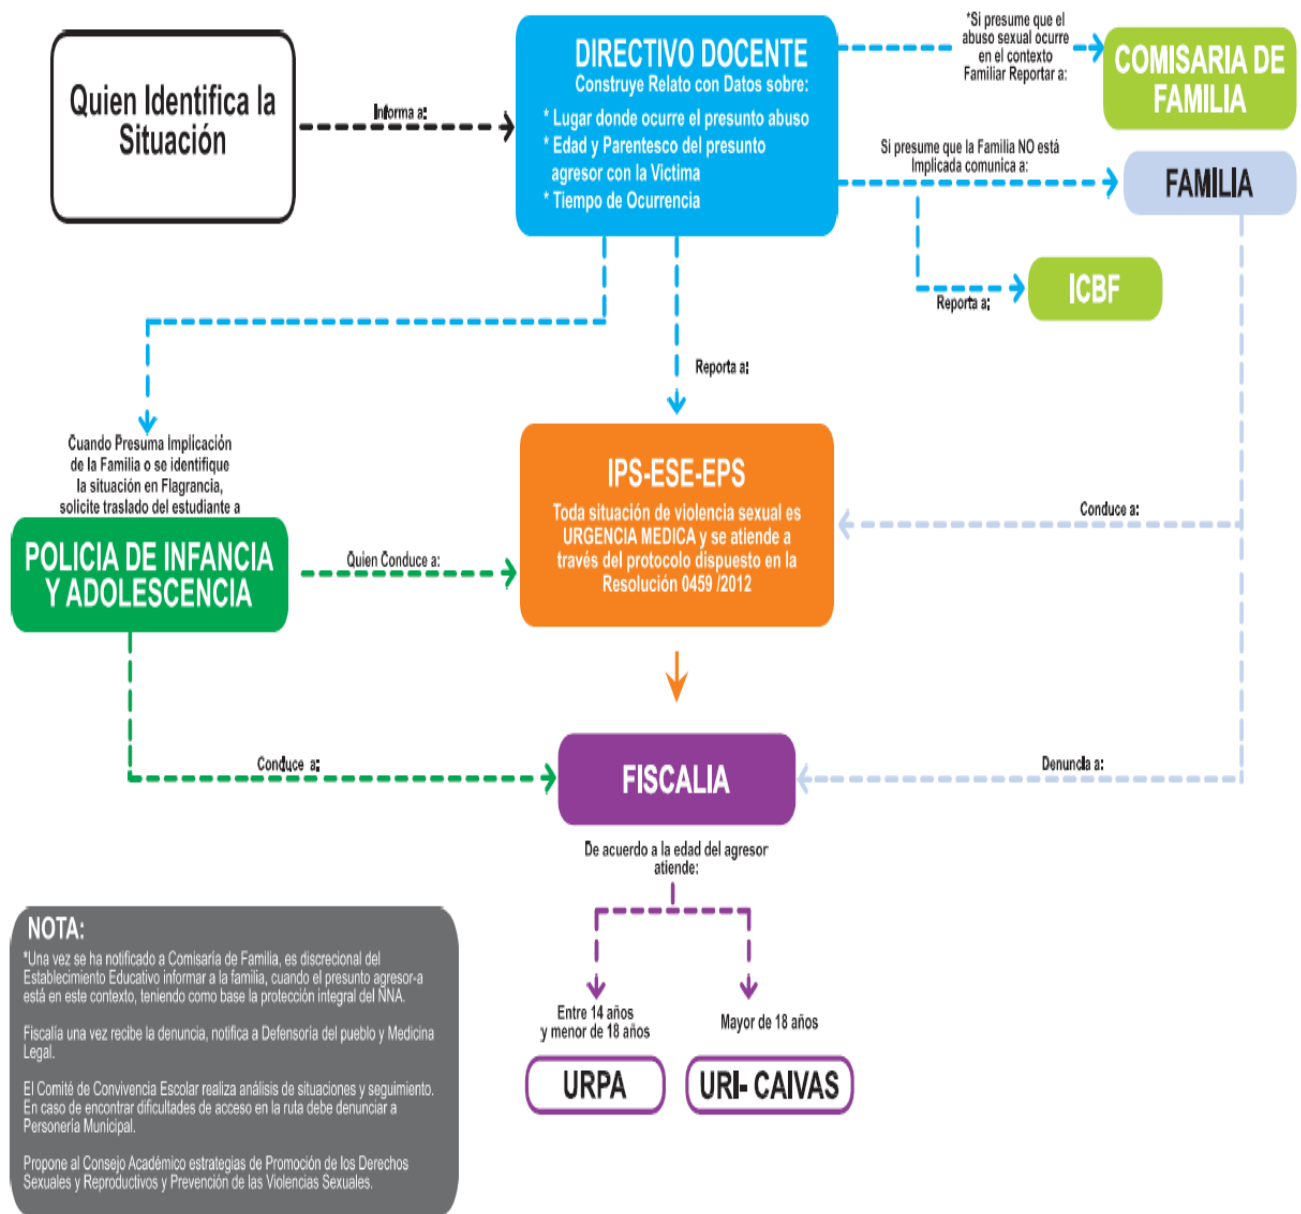 Quien Identifica la
Situación
Informa a:
DIRECTIVO DOCENTE
Construye Relato con Datos sobre:
* Lugar donde ocurre el presunto abuso
* Edad y Parentesco del presunto
agresor con la Victima
* Tiempo de Ocurrencia
*Si presume que el
abuso sexual ocurre
en el contexto
Familiar Reportar a:
COMISARIA DE
FAMILIA
Si presume que la Familia NO está
Implicada comunica a:
FAMILIA
Reporta a:
ICBF
Reporta a:
Cuando Presuma Implicación
de la Familia o se identifique
la situación en Flagrancia,
solicite traslado del estudiante a
POLICIA DE INFANCIA
Y ADOLESCENCIA
Quien Conduce a:
IPS-ESE-EPS
Toda situación de violencia sexual es
URGENCIA MEDICA y se atiende a
través del protocolo dispuesto en la
Resolución 0459 /2012
Conduce a:
Conduce a:
FISCALIA
Denuncia a:
De acuerdo a la edad del agresor
atiende:
Entre 14 años
y menor de 18 años
Mayor de 18 años
URPA
URI- CAIVAS
NOTA:
*Una vez se ha notificado a Comisaría de Familia, es discrecional del
Establecimiento Educativo informar a la familia, cuando el presunto agresor-a
está en este contexto, teniendo como base la protección integral del NNA.
Fiscalía una vez recibe la denuncia, notifica a Defensoría del pueblo y Medicina
Legal.
El Comité de Convivencia Escolar realiza análisis de situaciones y seguimiento.
En caso de encontrar dificultades de acceso en la ruta debe denunciar a
Personería Municipal.
Propone al Consejo Académico estrategias de Promoción de los Derechos
Sexuales y Reproductivos y Prevención de las Violencias Sexuales.